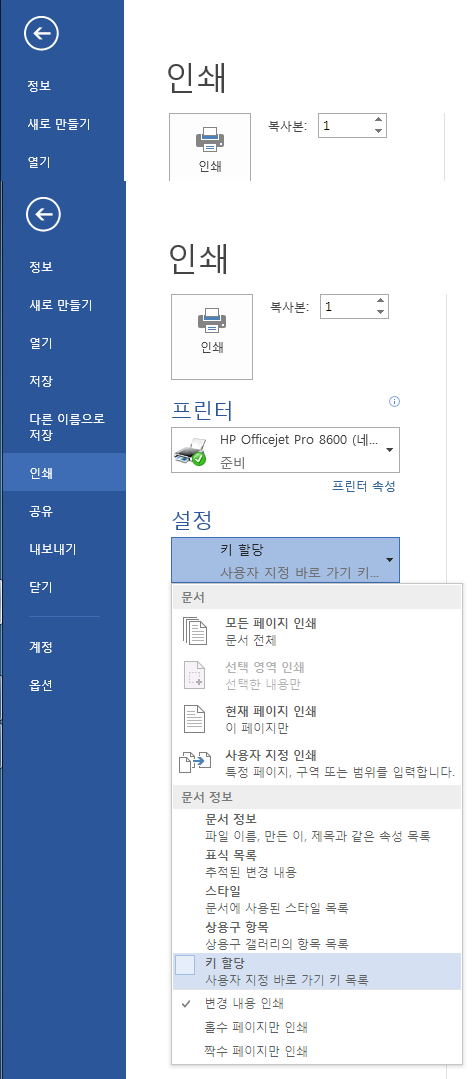 정보
새로 만들기
열기
인쇄
인쇄
복사본:
1
정보
새로 만들기
열기
저장
다른 이름으로
저장
인쇄
공유
내보내기
닫기
계정
옵션
인쇄
인쇄
복사본:
1
프린터
HP Officejet Pro 8600 (네...
준비
프린터 속성
설정
키 할당
사용자 지정 바로 가기 키...
문서
모든 페이지 인쇄
문서 전체
선택 영역 인쇄
선택한 내용만
현재 페이지 인쇄
이 페이지만
사용자 지정 인쇄
특정 페이지, 구역 또는 범위를 입력합니다.
문서 정보
문서 정보
파일 이름, 만든 이, 제목과 같은 속성 목록
표식 목록
추적된 변경 내용
스타일
문서에 사용된 스타일 목록
상용구 항목
상용구 갤러리의 항목 목록
키 할당
사용자 지정 바로 가기 키 목록
변경 내용 인쇄
홀수 페이지만 인쇄
짝수 페이지만 인쇄